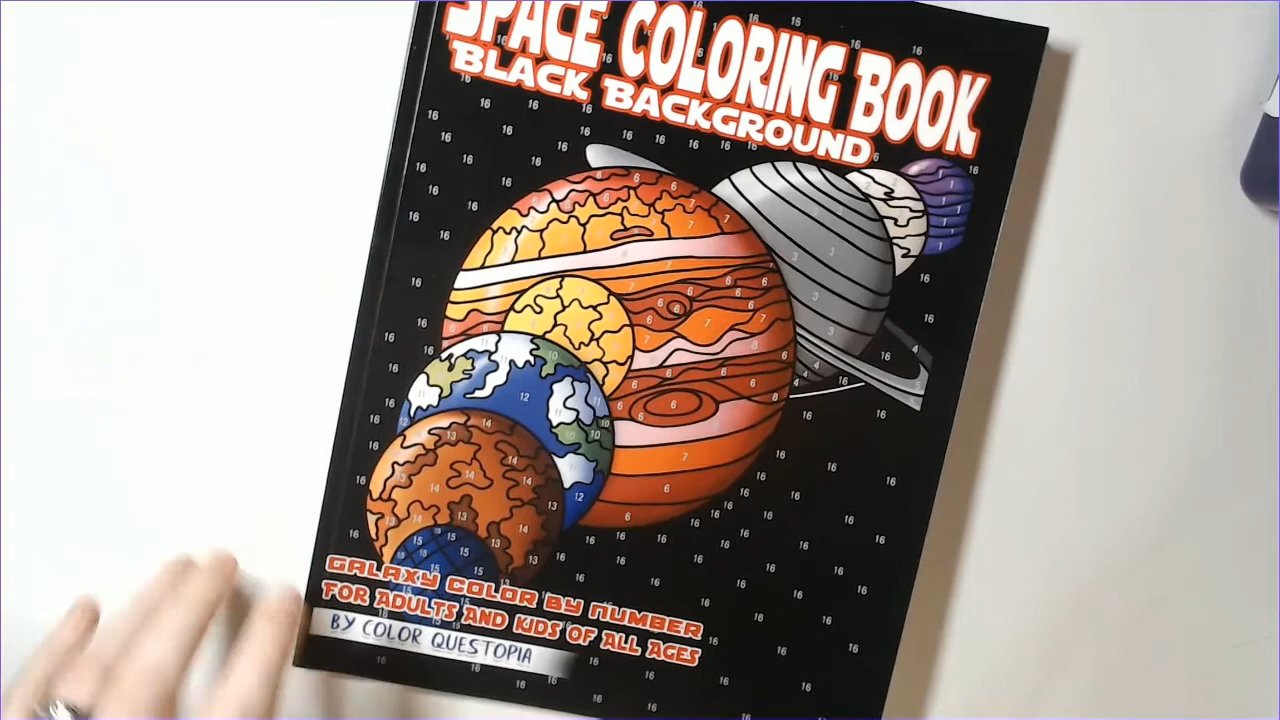 SPACE COLORING BOOK
BLACK BACKGROUND
GALAXY COLOR BY NUMBER
FOR ADULTS AND KIDS OF ALL AGES
BY COLOR QUESTOPIA